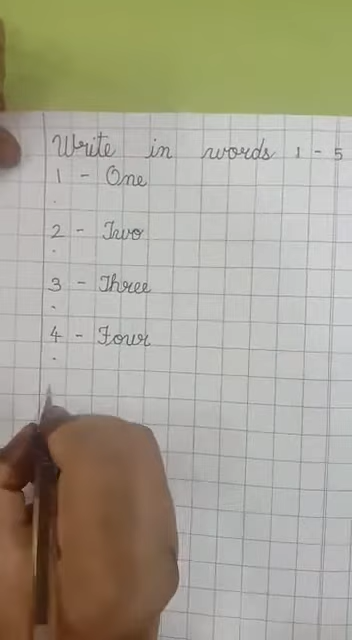 Write in words 1 - 5
1 - One
2 - Two
3 - Three
4 - Four